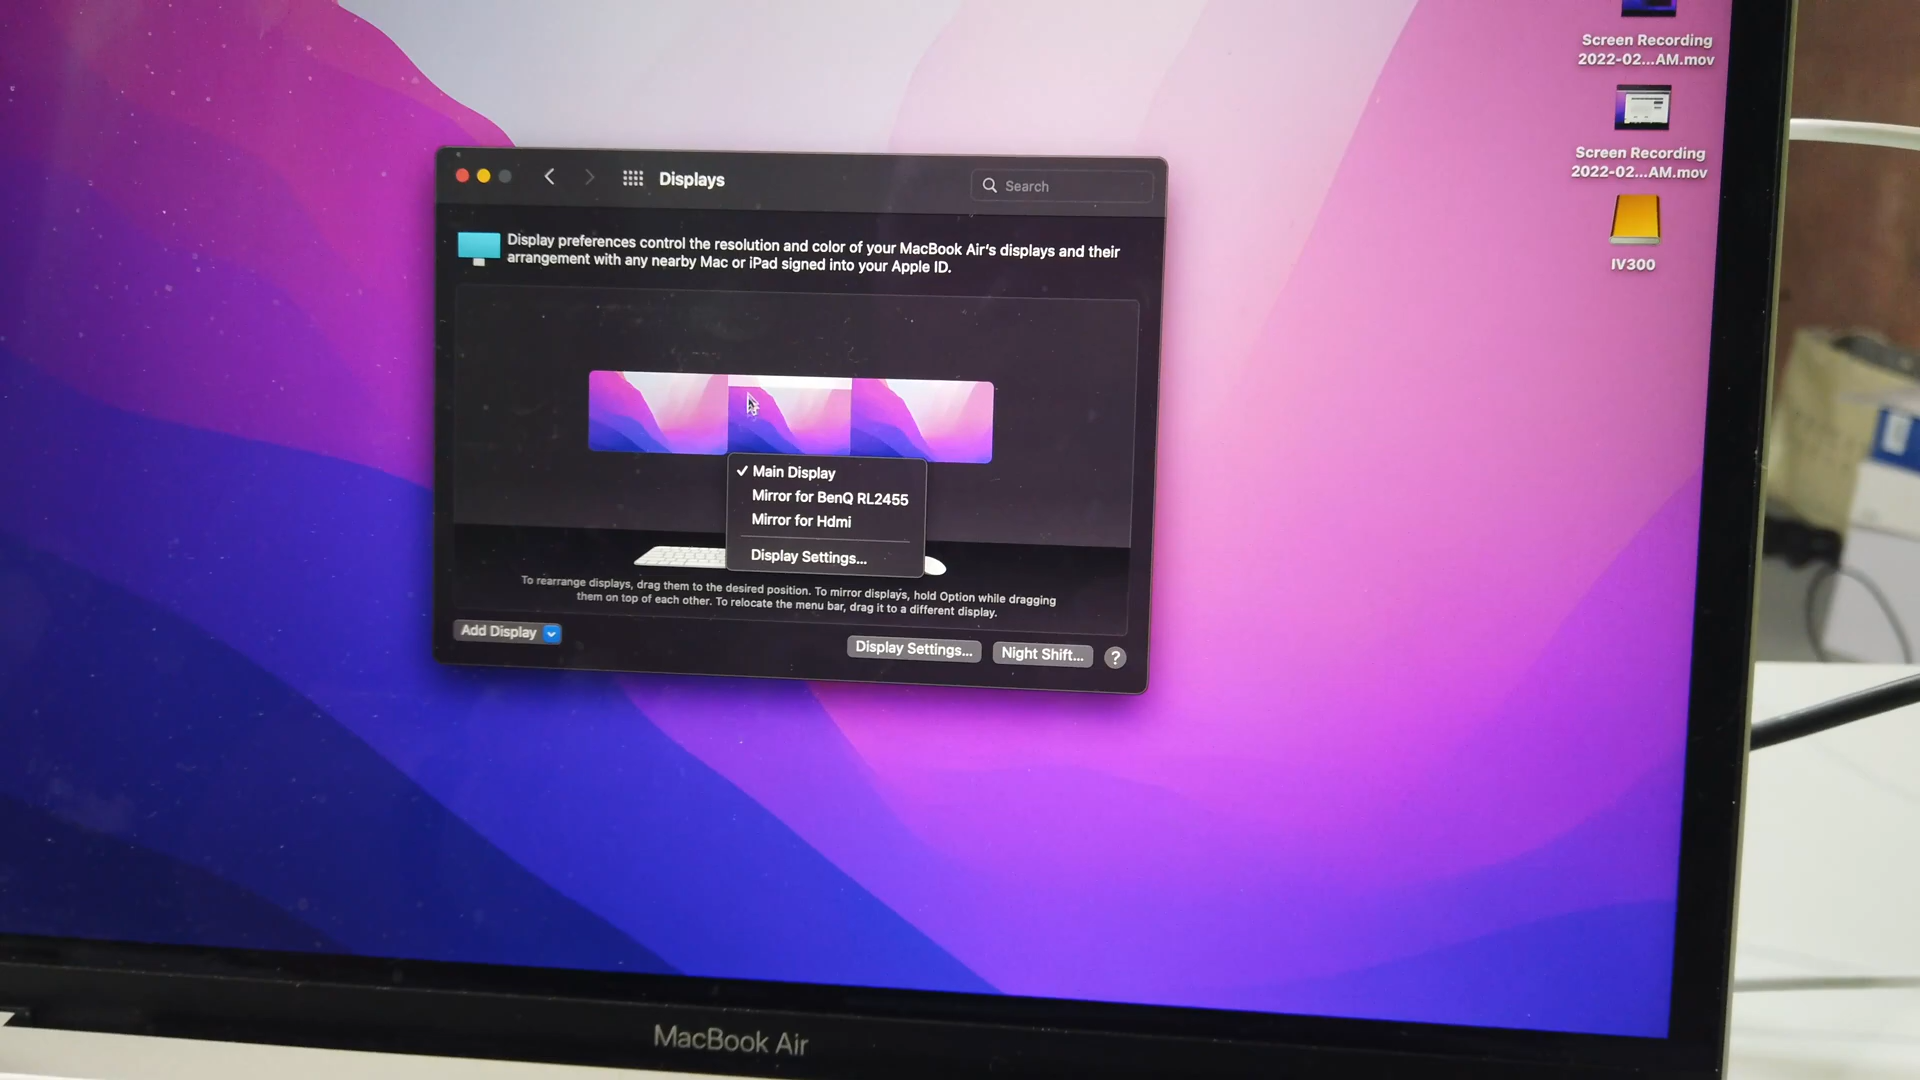 Screen Recording
2022-02...AM.mov
Screen Recording
2022-02...AM.mov
IV300
Displays
Search
Display preferences control the resolution and color of your MacBook Air's displays and their
arrangement with any nearby Mac or iPad signed into your Apple ID.
Main Display
Mirror for BenQ RL2455
Mirror for Hdmi
Display Settings...
To rearrange displays, drag them to the desired position. To mirror displays, hold Option while dragging
them on top of each other. To relocate the menu bar, drag it to a different display.
Add Display
Display Settings...
Night Shift...
?
MacBook Air